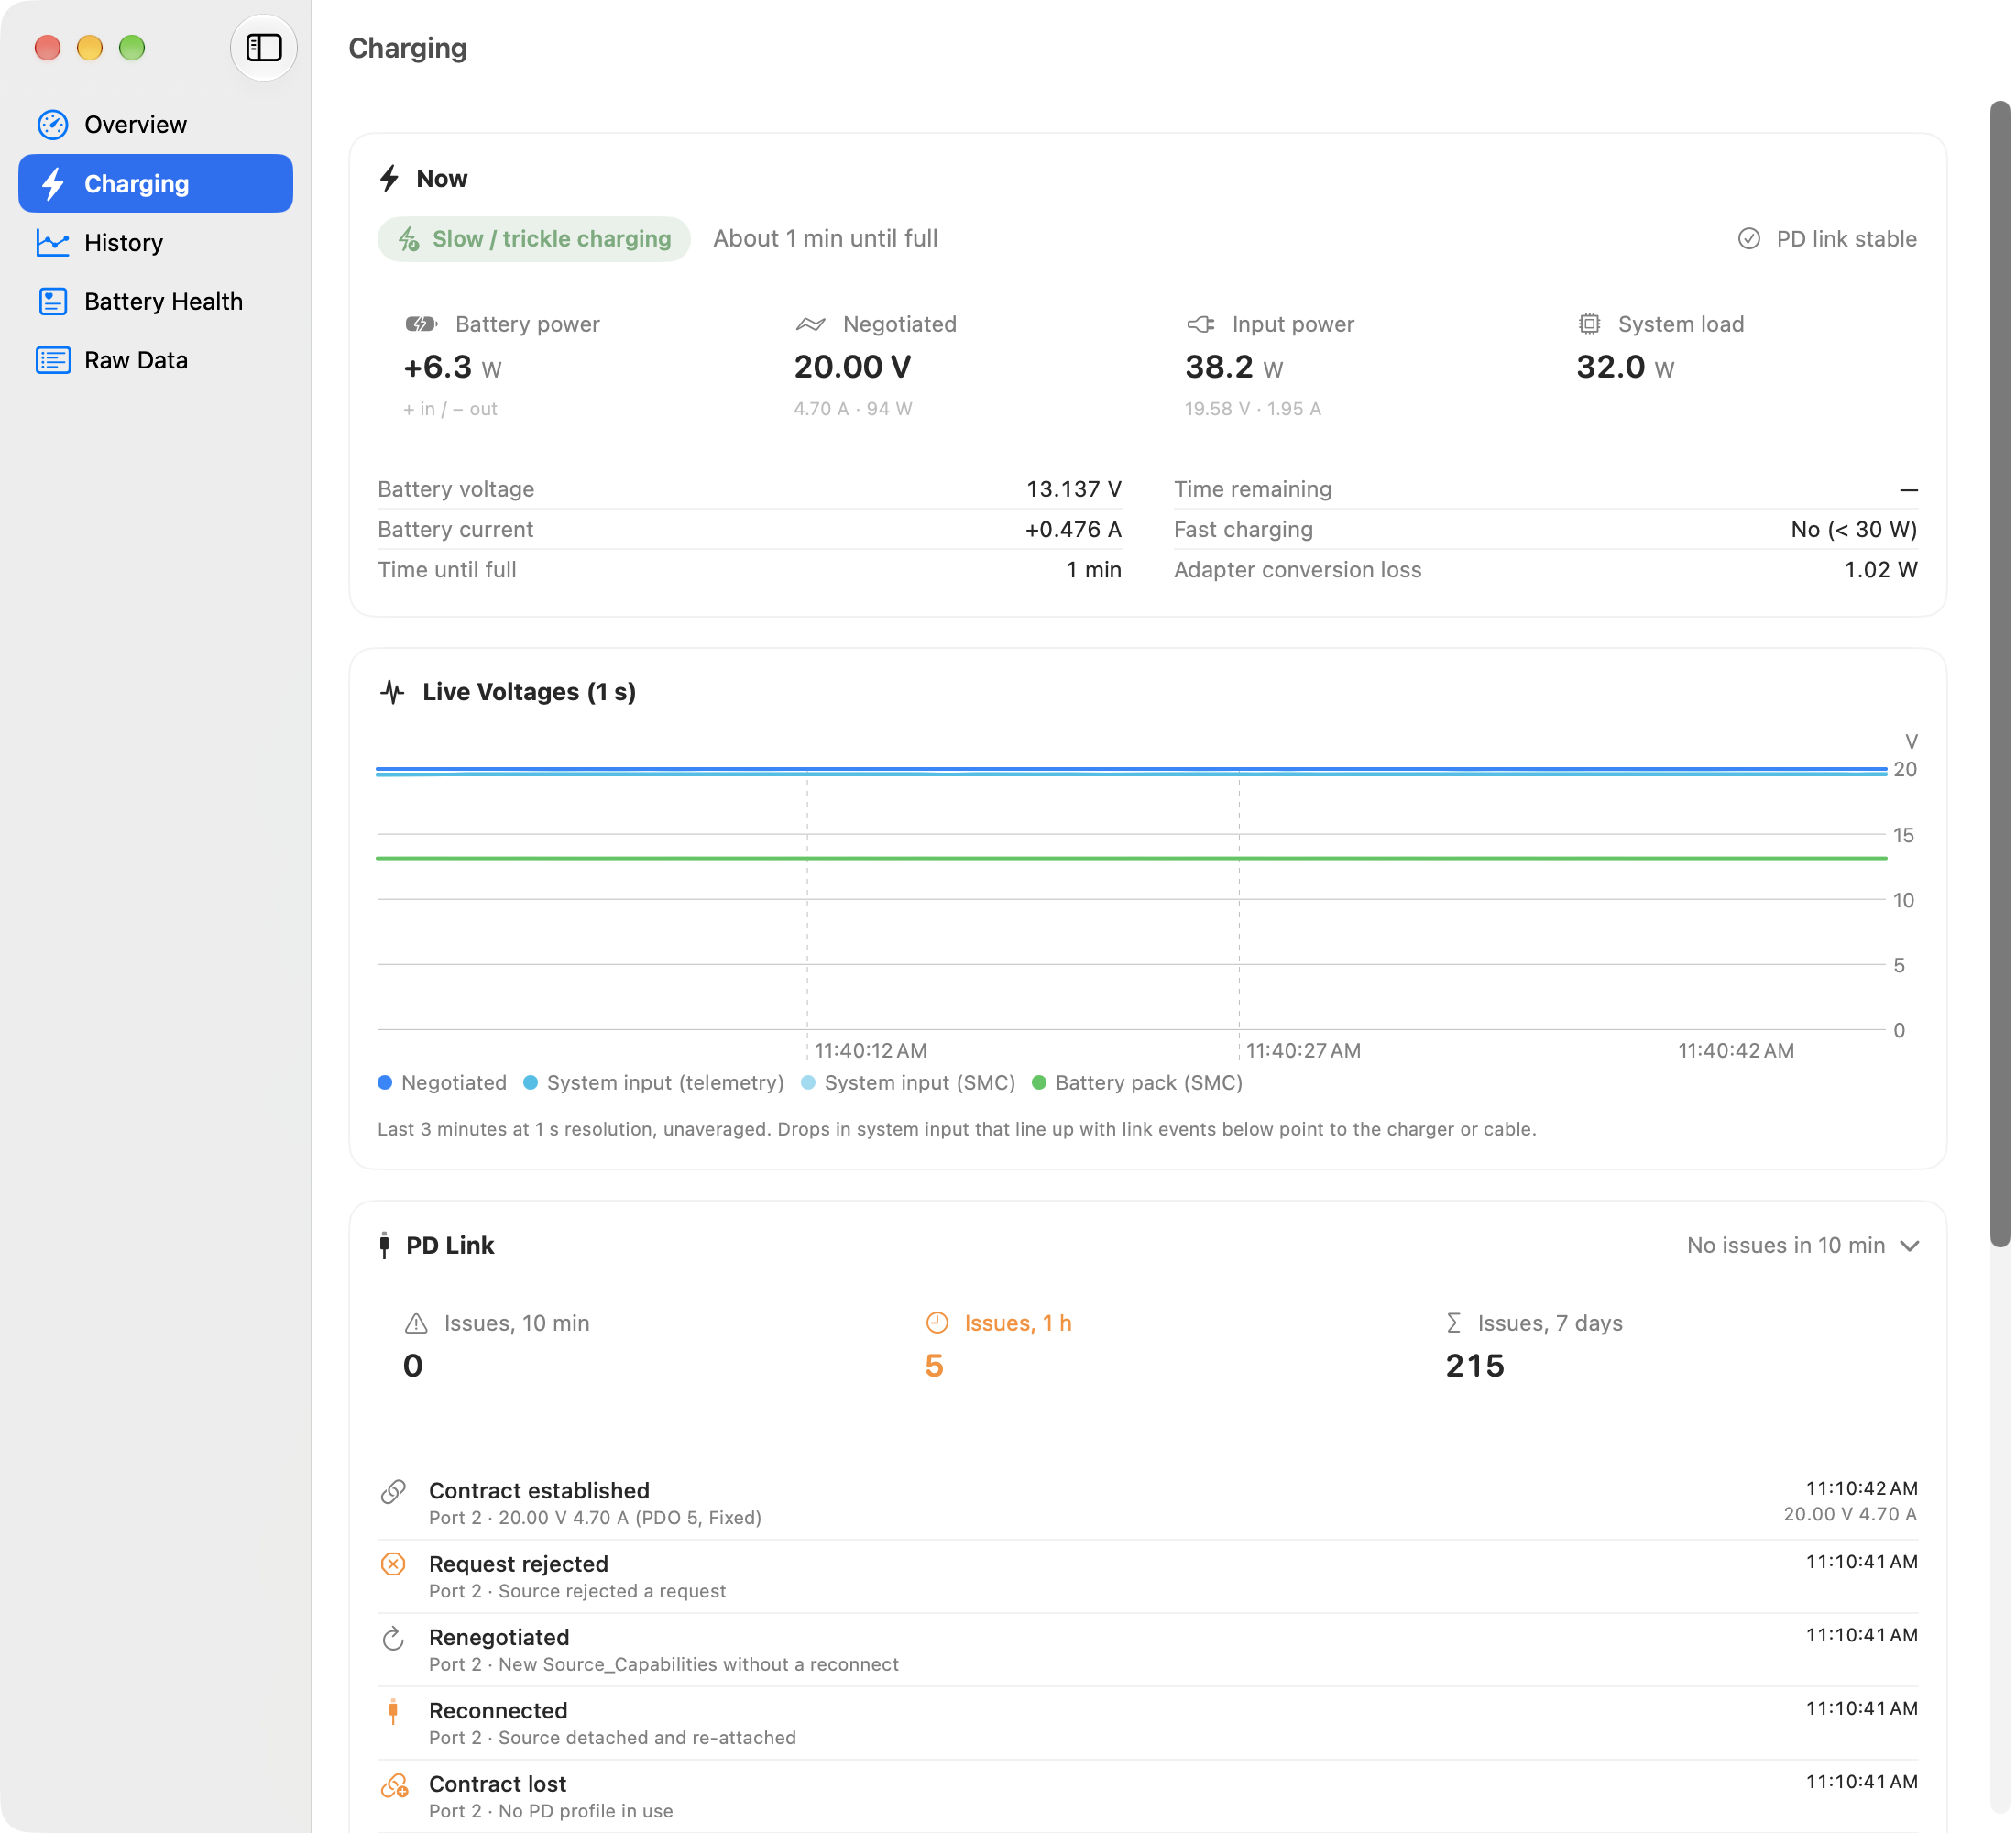 Charging
Overview
Charging
History
Battery Health
Raw Data
Now
Slow / trickle charging
About 1 min until full
PD link stable
Battery power
+6.3 W
+ in / – out
Negotiated
20.00 V
4.70 A · 94 W
Input power
38.2 W
19.58 V · 1.95 A
System load
32.0 W
Battery voltage 13.137 V
Battery current +0.476 A
Time until full 1 min
Time remaining —
Fast charging No (< 30 W)
Adapter conversion loss 1.02 W
Live Voltages (1 s)
V
20
15
10
5
0
11:40:12 AM 11:40:27 AM 11:40:42 AM
Negotiated System input (telemetry) System input (SMC) Battery pack (SMC)
Last 3 minutes at 1 s resolution, unaveraged. Drops in system input that line up with link events below point to the charger or cable.
PD Link
No issues in 10 min
Issues, 10 min
0
Issues, 1 h
5
Issues, 7 days
215
Contract established 11:10:42 AM
Port 2 · 20.00 V 4.70 A (PDO 5, Fixed) 20.00 V 4.70 A
Request rejected 11:10:41 AM
Port 2 · Source rejected a request
Renegotiated 11:10:41 AM
Port 2 · New Source_Capabilities without a reconnect
Reconnected 11:10:41 AM
Port 2 · Source detached and re-attached
Contract lost 11:10:41 AM
Port 2 · No PD profile in use